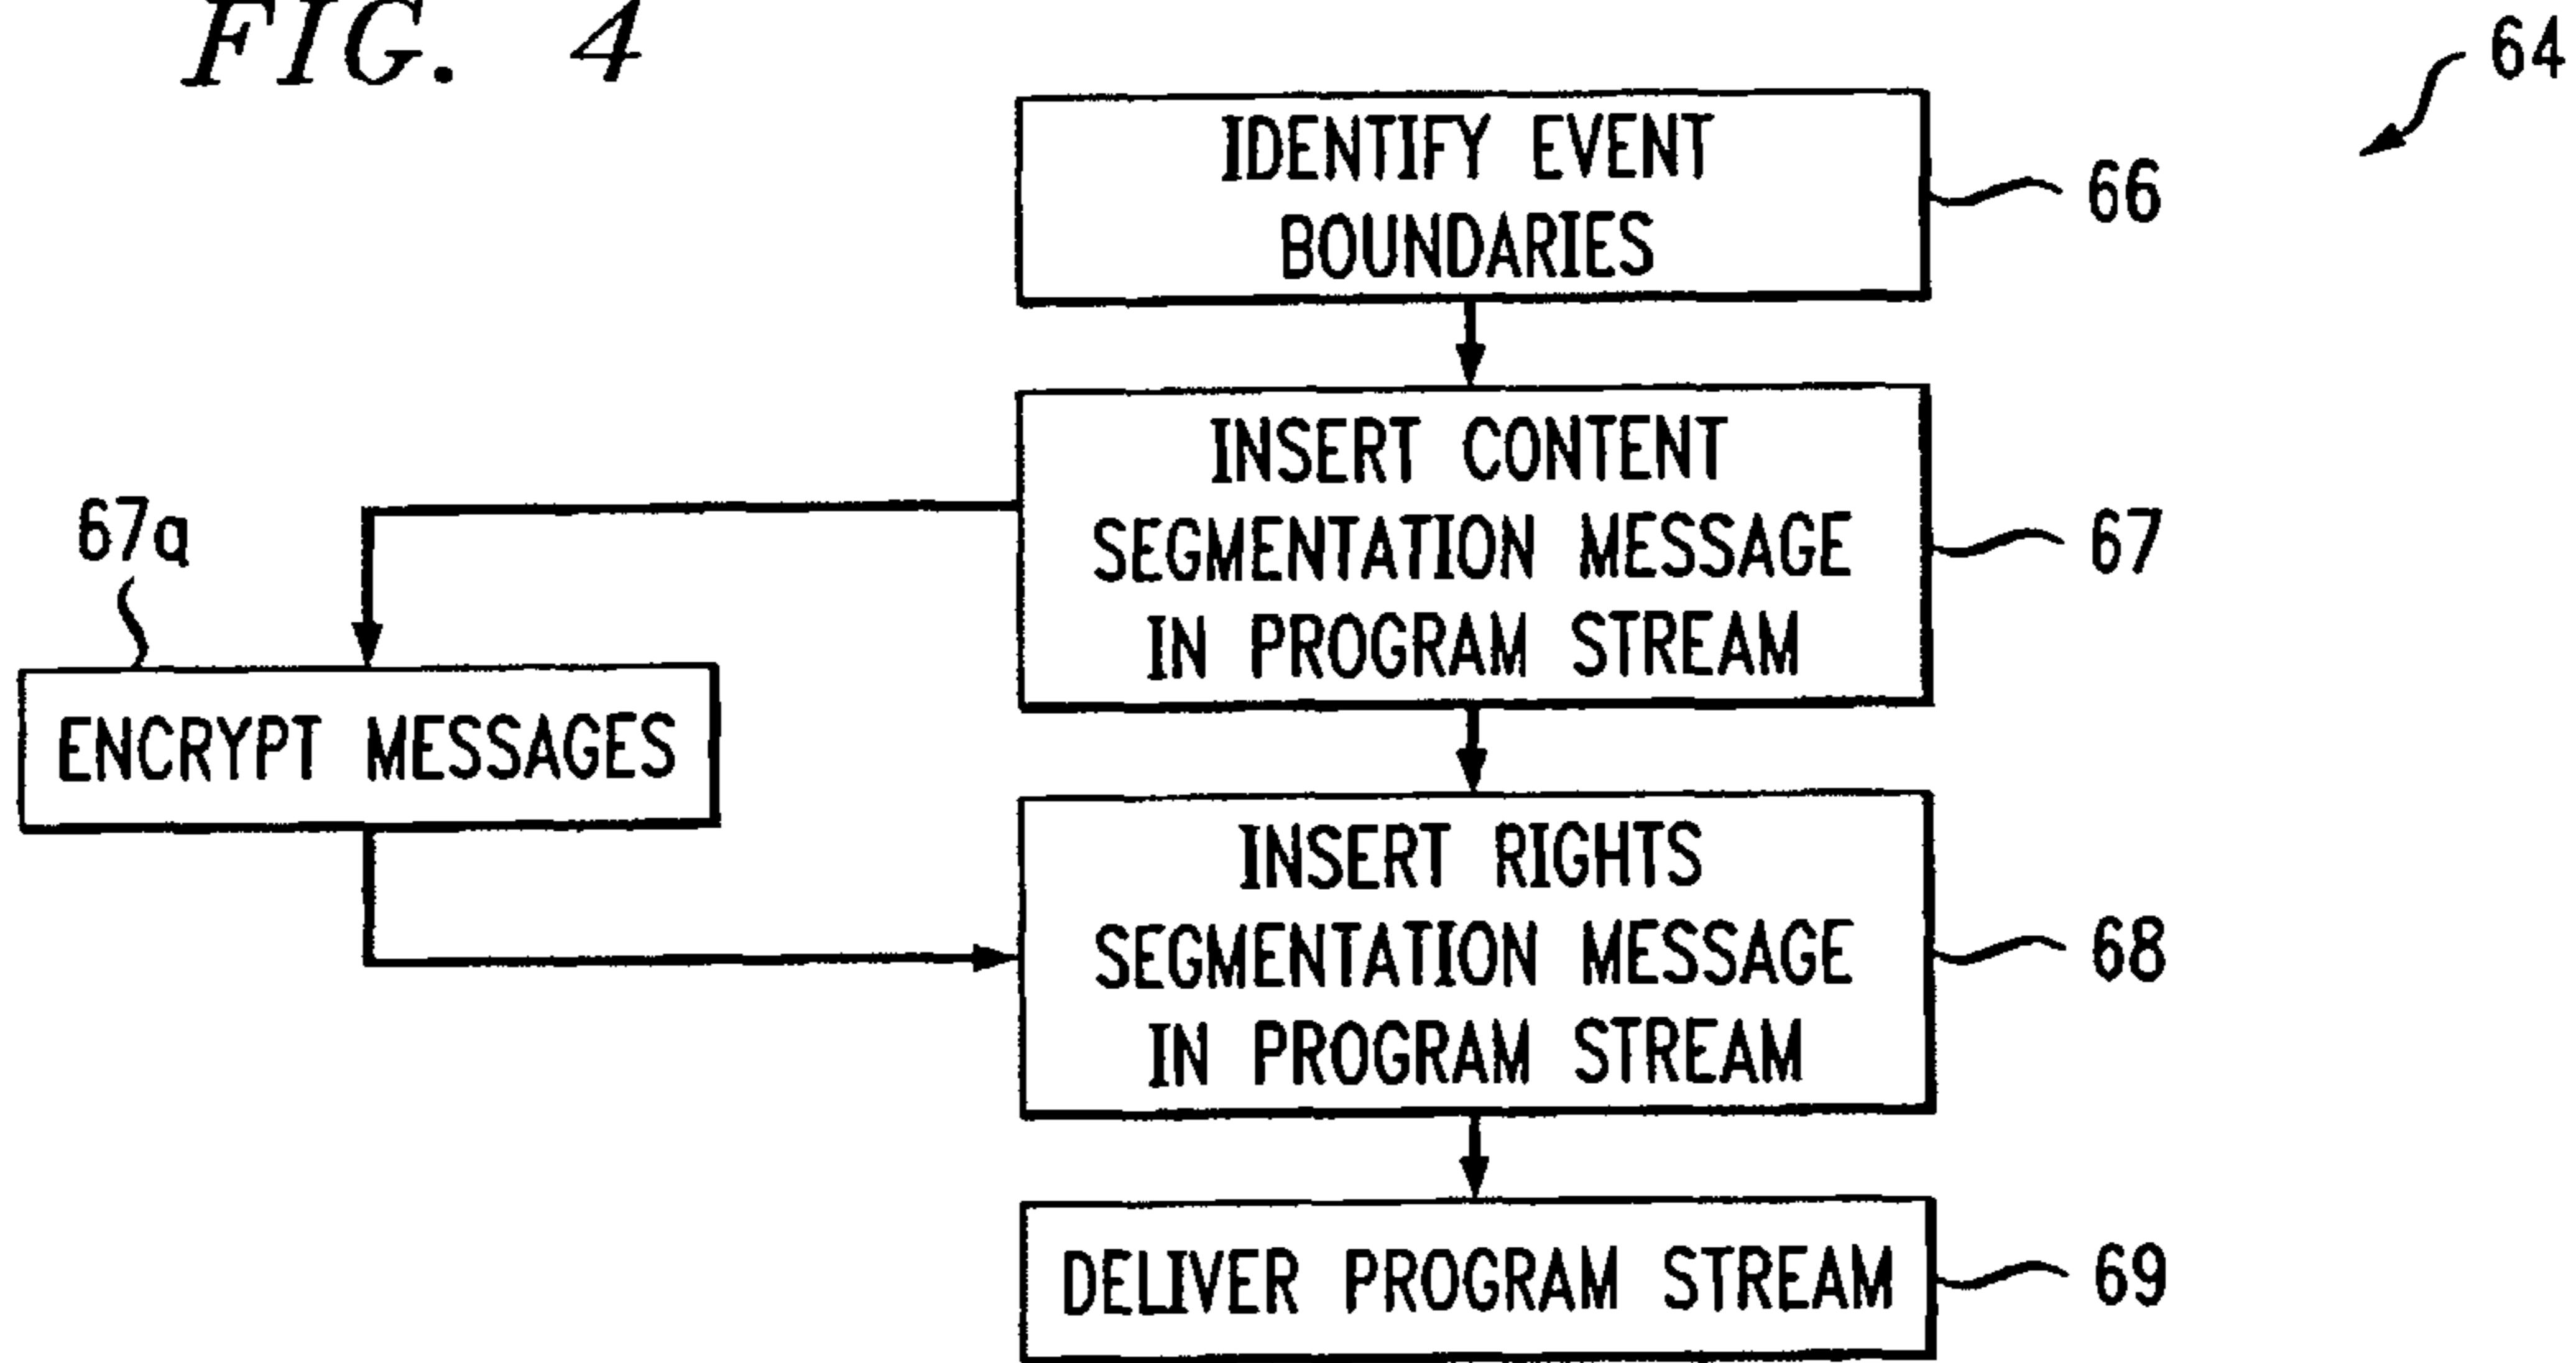 FIG. 4
64
IDENTIFY EVENT
BOUNDARIES
66
INSERT CONTENT
SEGMENTATION MESSAGE
IN PROGRAM STREAM
67
67a
ENCRYPT MESSAGES
INSERT RIGHTS
SEGMENTATION MESSAGE
IN PROGRAM STREAM
68
DELIVER PROGRAM STREAM
69